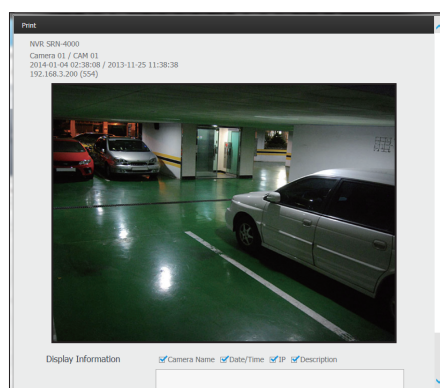 Print
NVR SRN-4000
Camera 01 / CAM 01
2014-01-04 02:38:08 / 2013-11-25 11:38:38
192.168.3.200 (554)
Display Information
Camera Name Date/Time IP Description